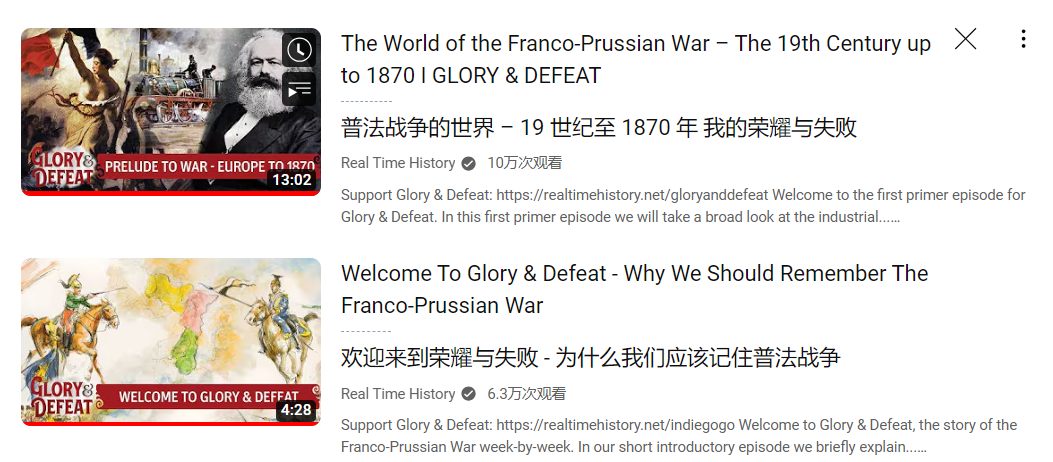 GLORY&
DEFEAT
PRELUDE TO WAR - EUROPE TO 1870
13:02
The World of the Franco-Prussian War – The 19th Century up
to 1870 I GLORY & DEFEAT
普法战争的世界 – 19 世纪至 1870 年 我的荣耀与失败
Real Time History 10万次观看
Support Glory & Defeat: https://realtimehistory.net/gloryanddefeat Welcome to the first primer episode for
Glory & Defeat. In this first primer episode we will take a broad look at the industrial...…
GLORY&
DEFEAT
WELCOME TO GLORY & DEFEAT
4:28
Welcome To Glory & Defeat - Why We Should Remember The
Franco-Prussian War
欢迎来到荣耀与失败 - 为什么我们应该记住普法战争
Real Time History 6.3万次观看
Support Glory & Defeat: https://realtimehistory.net/indiegogo Welcome to Glory & Defeat, the story of the
Franco-Prussian War week-by-week. In our short introductory episode we briefly explain...…